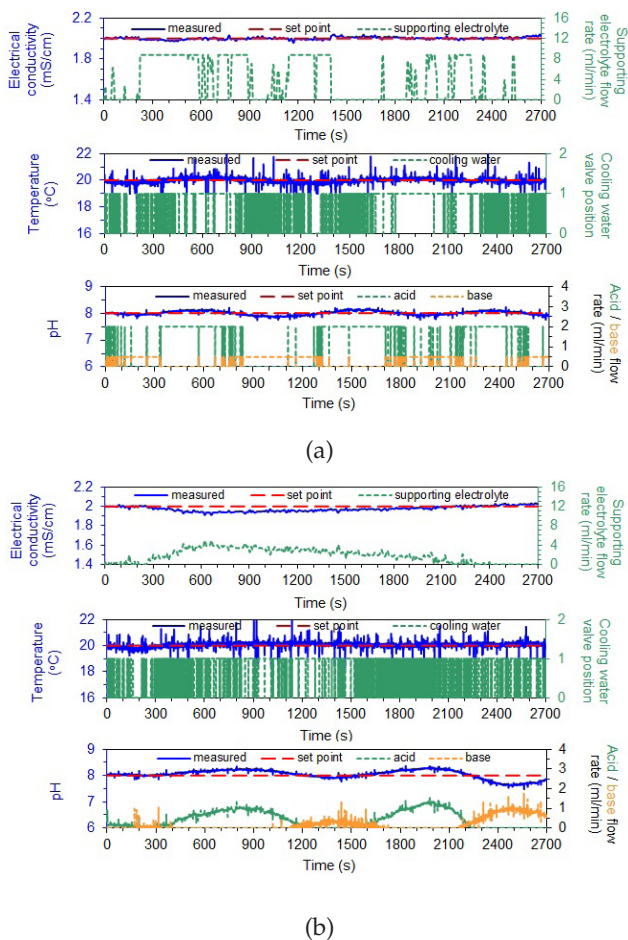 measured set point supporting electrolyte
Electrical conductivity (mS/cm)
2.2
1.8
1.4
0 300 600 900 1200 1500 1800 2100 2400 2700
Time (s)
16
12
8
4
0
Supporting electrolyte flow rate (ml/min)
measured set point cooling water
Temperature (°C)
22
20
18
16
0 300 600 900 1200 1500 1800 2100 2400 2700
Time (s)
2
1
0
Cooling water valve position
measured set point acid base
pH
9
8
7
6
0 300 600 900 1200 1500 1800 2100 2400 2700
Time (s)
4
3
2
1
0
Acid / base flow rate (ml/min)
(a)
measured set point supporting electrolyte
Electrical conductivity (mS/cm)
2.2
2
1.8
1.6
1.4
0 300 600 900 1200 1500 1800 2100 2400 2700
Time (s)
16
12
8
4
0
Supporting electrolyte flow rate (ml/min)
measured set point cooling water
Temperature (°C)
22
20
18
16
0 300 600 900 1200 1500 1800 2100 2400 2700
Time (s)
2
1
0
Cooling water valve position
measured set point acid base
pH
9
8
7
6
0 300 600 900 1200 1500 1800 2100 2400 2700
Time (s)
4
3
2
1
0
Acid / base flow rate (ml/min)
(b)